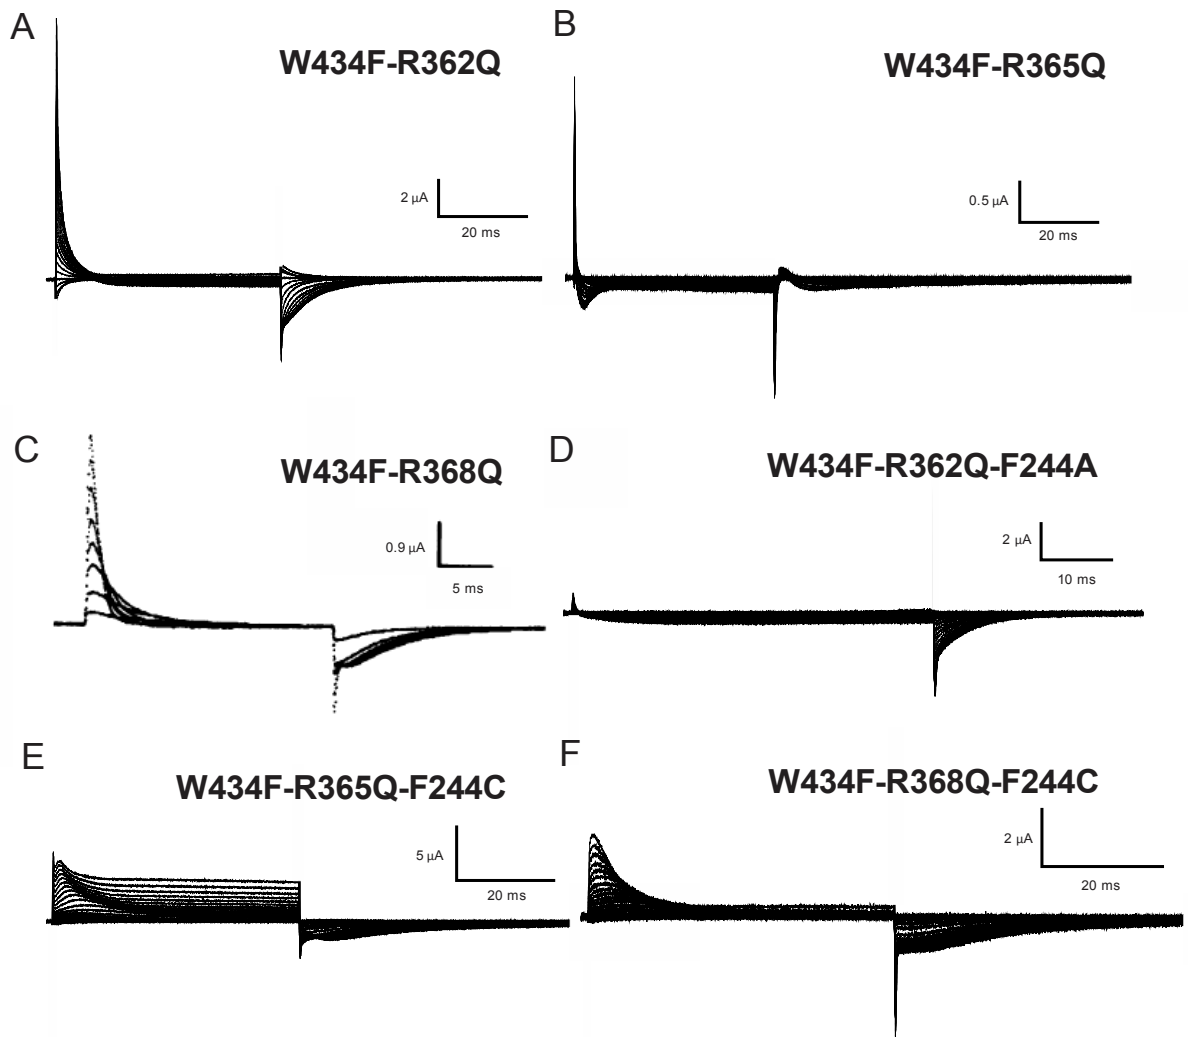 A
W434F-R362Q
2 µA
20 ms
B
W434F-R365Q
0.5 µA
20 ms
C
W434F-R368Q
0.9 µA
5 ms
D
W434F-R362Q-F244A
2 µA
10 ms
E
W434F-R365Q-F244C
5 µA
20 ms
F
W434F-R368Q-F244C
2 µA
20 ms